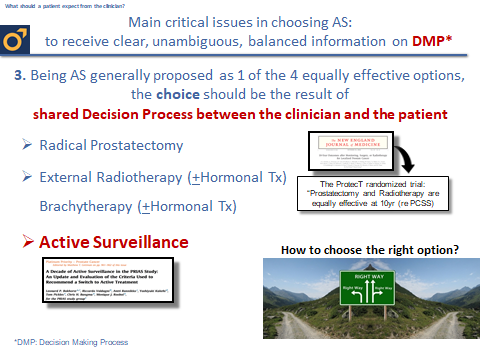 What should a patient expect from the clinician?
Main critical issues in choosing AS:
to receive clear, unambiguous, balanced information on DMP*
3. Being AS generally proposed as 1 of the 4 equally effective options,
the choice should be the result of
shared Decision Process between the clinician and the patient
Radical Prostatectomy
External Radiotherapy (+Hormonal Tx)
Brachytherapy (+Hormonal Tx)
Active Surveillance
The NEW ENGLAND
JOURNAL of MEDICINE
The ProtecT randomized trial:
“Prostatectomy and Radiotherapy are
equally effective at 10yr (re PCSS)
A Decade of Active Surveillance in the PRIAS Study:
An Update and Evaluation of the Criteria Used to
Recommend a Switch to Active Treatment
How to choose the right option?
RIGHT WAY
Right Way
Right Way
*DMP: Decision Making Process